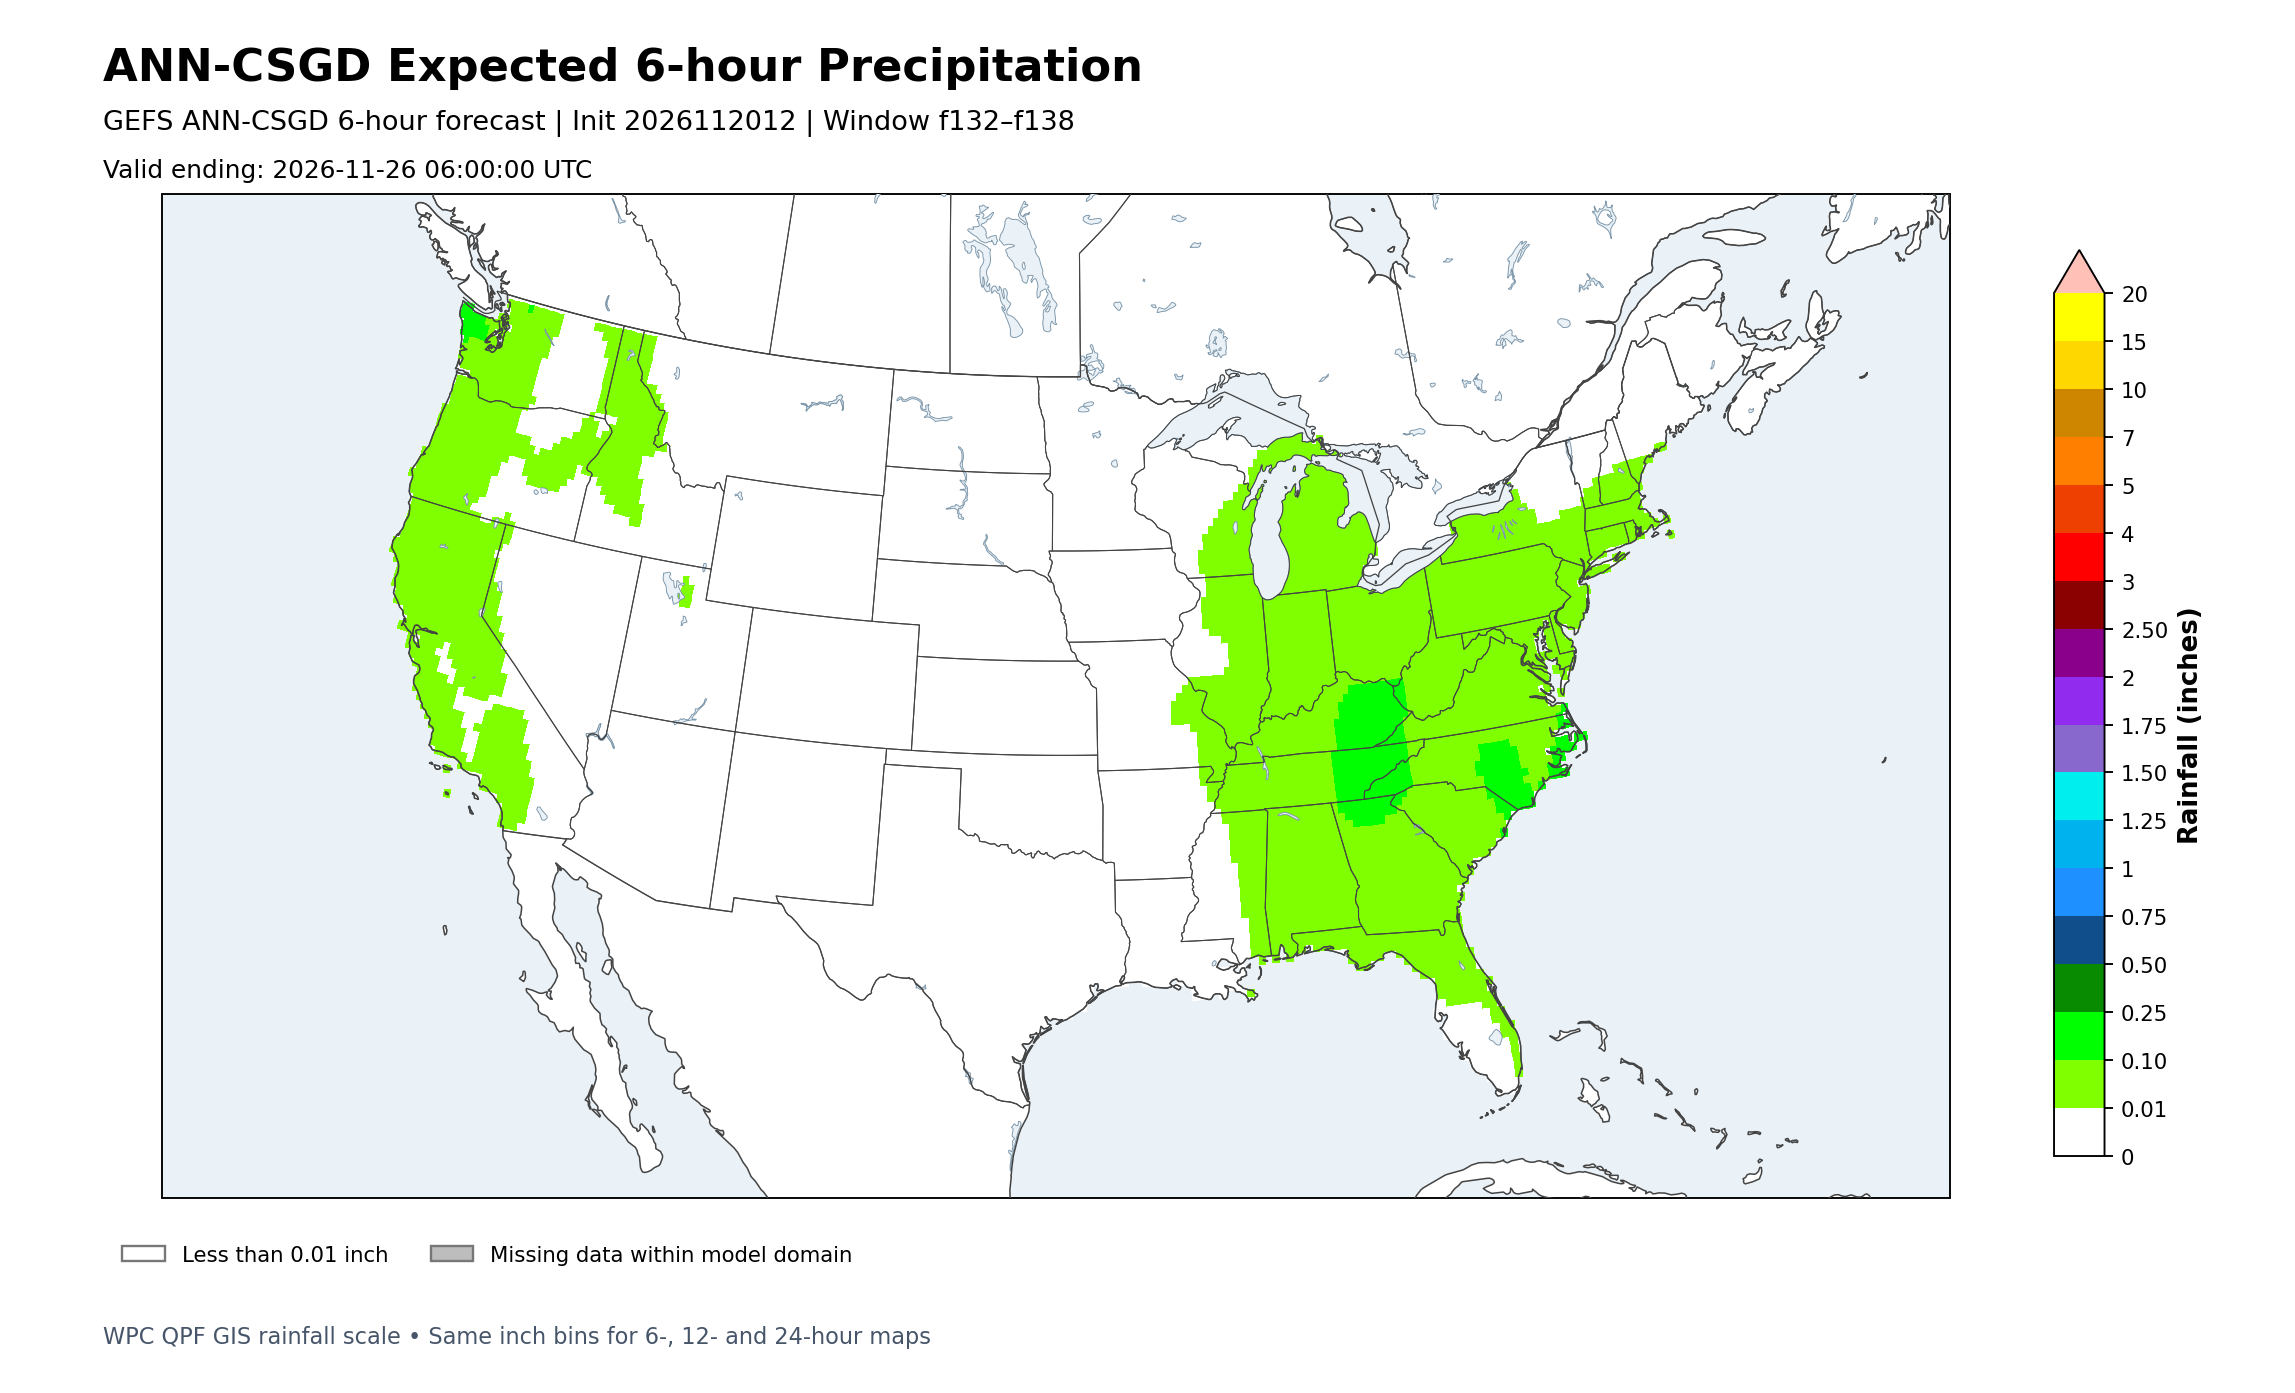 ANN-CSGD Expected 6-hour Precipitation
GEFS ANN-CSGD 6-hour forecast | Init 2026112012 | Window f132–f138
Valid ending: 2026-11-26 06:00:00 UTC
20
15
10
7
5
4
3
2.50
2
1.75
1.50
1.25
1
0.75
0.50
0.25
0.10
0.01
0
Rainfall (inches)
Less than 0.01 inch
Missing data within model domain
WPC QPF GIS rainfall scale • Same inch bins for 6-, 12- and 24-hour maps